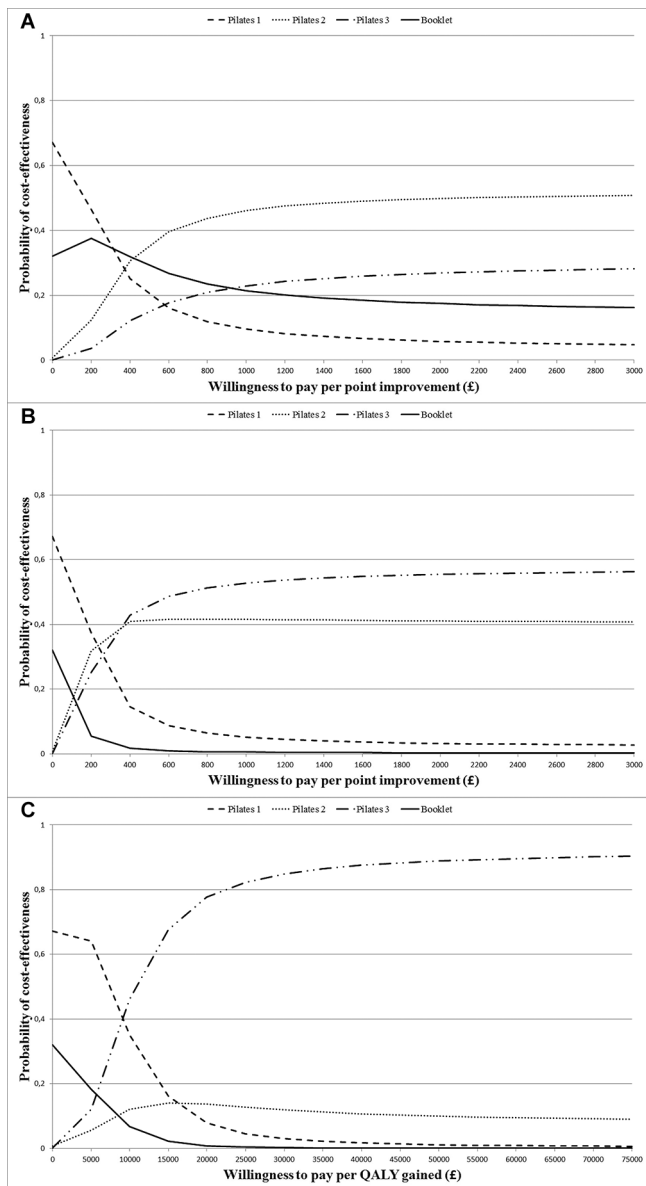 A
Pilates 1 Pilates 2 Pilates 3 Booklet
Probability of cost-effectiveness
1
0,8
0,6
0,4
0,2
0
0 200 400 600 800 1000 1200 1400 1600 1800 2000 2200 2400 2600 2800 3000
Willingness to pay per point improvement (£)
B
Pilates 1 Pilates 2 Pilates 3 Booklet
Probability of cost-effectiveness
1
0,8
0,6
0,4
0,2
0
0 200 400 600 800 1000 1200 1400 1600 1800 2000 2200 2400 2600 2800 3000
Willingness to pay per point improvement (£)
C
Pilates 1 Pilates 2 Pilates 3 Booklet
Probability of cost-effectiveness
1
0,8
0,6
0,4
0,2
0
0 5000 10000 15000 20000 25000 30000 35000 40000 45000 50000 55000 60000 65000 70000 75000
Willingness to pay per QALY gained (£)